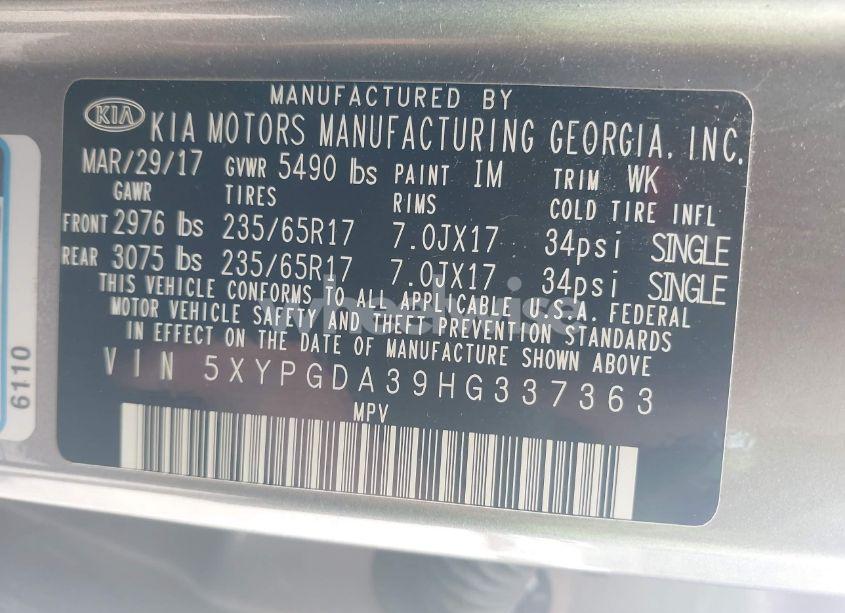 MANUFACTURED BY
KIA KIA MOTORS MANUFACTURING GEORGIA, INC.
MAR/29/17 GVWR 5490 lbs PAINT IM TRIM WK
GAWR TIRES RIMS COLD TIRE INFL
FRONT 2976 lbs 235/65R17 7.0JX17 34psi SINGLE
REAR 3075 lbs 235/65R17 7.0JX17 34psi SINGLE
THIS VEHICLE CONFORMS TO ALL APPLICABLE U.S.A. FEDERAL
MOTOR VEHICLE SAFETY AND THEFT PREVENTION STANDARDS
IN EFFECT ON THE DATE OF MANUFACTURE SHOWN ABOVE
VIN 5XYPGDA39HG337363
MPV
6110
wheelwise